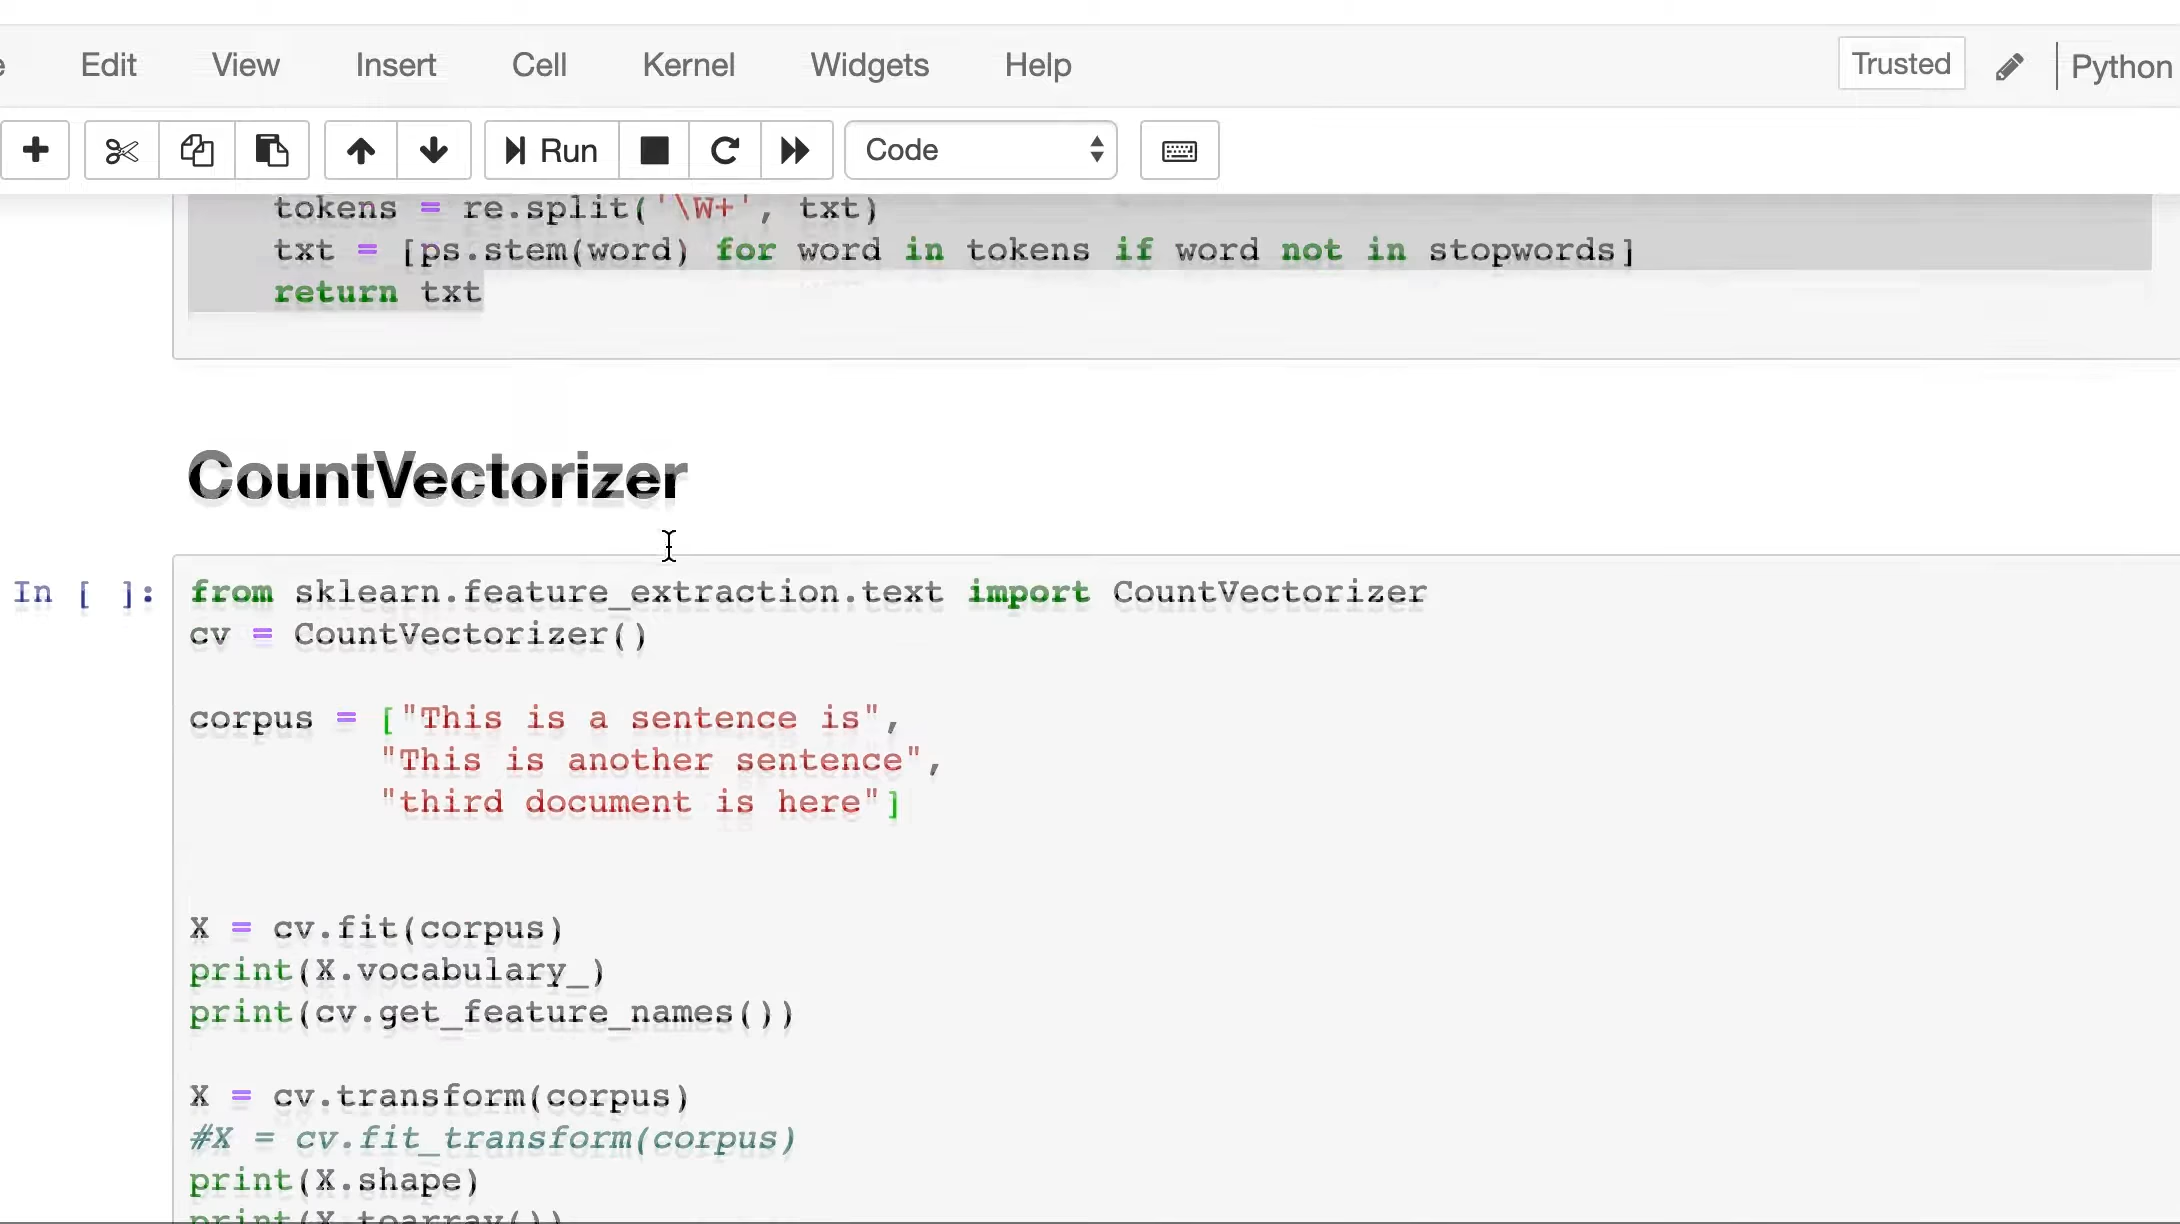 e Edit View Insert Cell Kernel Widgets Help Trusted Python
Run Code
tokens = re.split('\W+', txt)
txt = [ps.stem(word) for word in tokens if word not in stopwords]
return txt
CountVectorizer
In [ ]: from sklearn.feature_extraction.text import CountVectorizer
cv = CountVectorizer()
corpus = ["This is a sentence is",
"This is another sentence",
"third document is here"]
X = cv.fit(corpus)
print(X.vocabulary_)
print(cv.get_feature_names())
X = cv.transform(corpus)
#X = cv.fit_transform(corpus)
print(X.shape)
print(X.toarray())